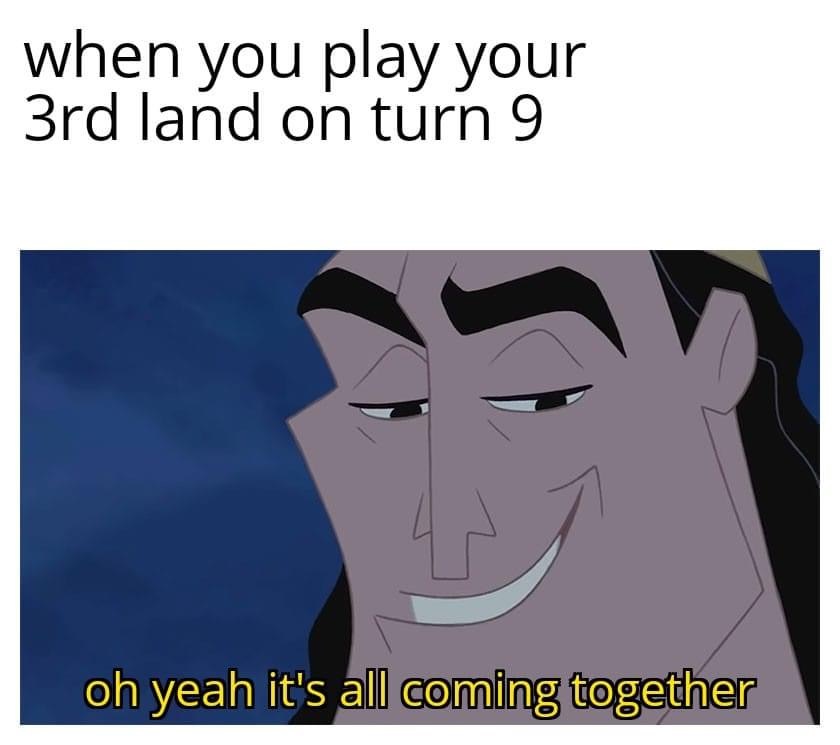 when you play your
3rd land on turn 9
oh yeah it's all coming together